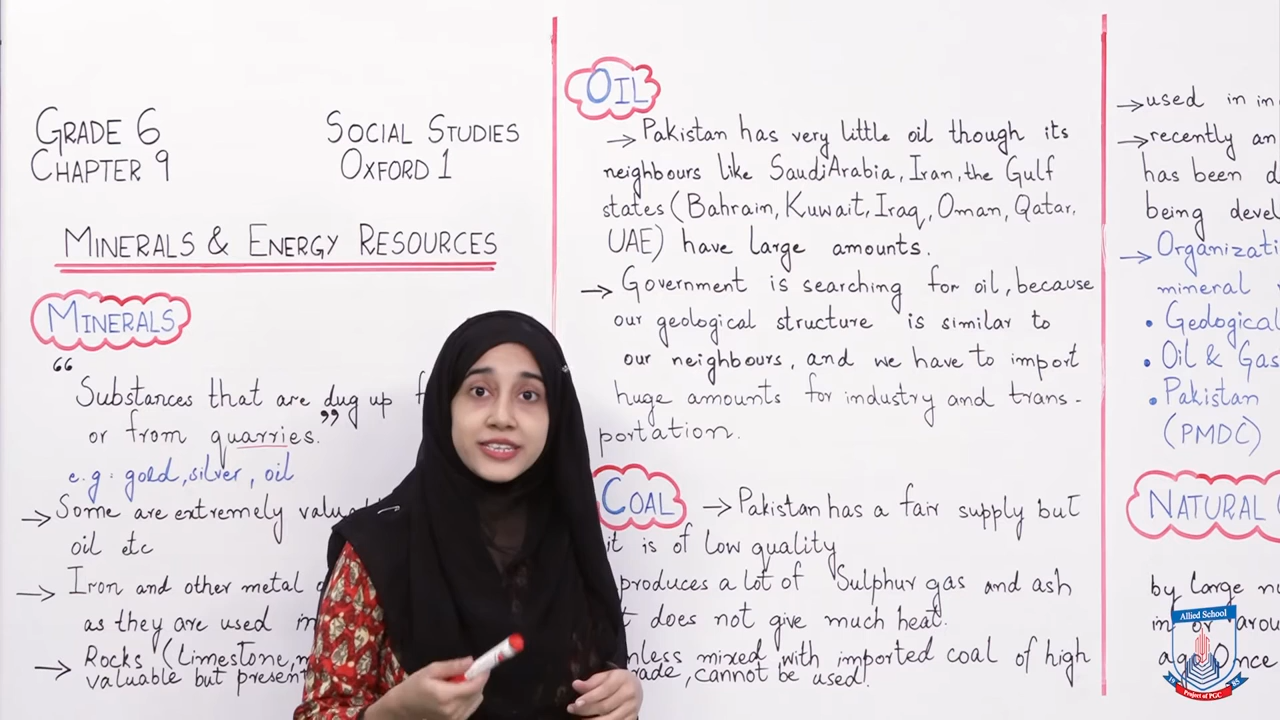 GRADE 6
CHAPTER 9
SOCIAL STUDIES
OXFORD 1
MINERALS & ENERGY RESOURCES
MINERALS
“ Substances that are dug up
or from quarries.”
e.g: gold, silver, oil
→ Some are extremely
oil etc
→ Iron and other metal
as they are used
→ Rocks (Limestone,
valuable but present
OIL
→ Pakistan has very little oil though its
neighbours like Saudi Arabia, Iran, the Gulf
states (Bahrain, Kuwait, Iraq, Oman, Qatar,
UAE) have large amounts.
→ Government is searching for oil, because
our geological structure is similar to
our neighbours, and we have to import
huge amounts for industry and trans-
portation.
COAL → Pakistan has a fair supply but
it is of low quality
produces a lot of Sulphur gas and ash
does not give much heat.
mixed with imported coal of high
cannot be used.
→ used in
→ recently
has been
being
→
mineral
• Geological
• Oil & Gas
• Pakistan
(PMDC)
NATURAL
by large
in or
ago. Once
Allied School
1985
Project of PGC